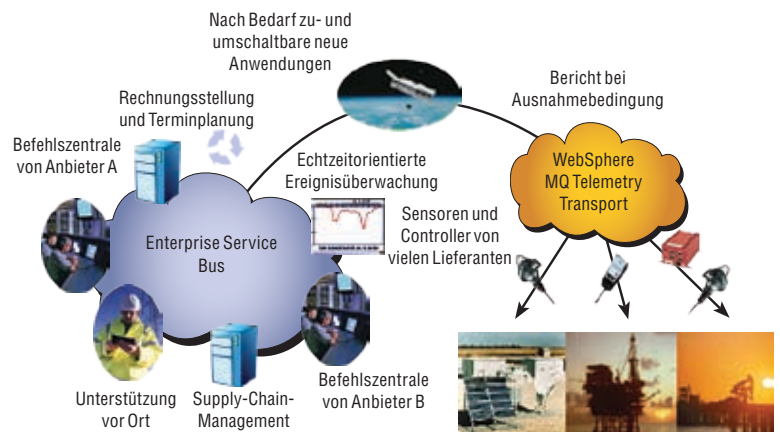 Nach Bedarf zu- und
umschaltbare neue
Anwendungen
Bericht bei
Ausnahmebedingung
Rechnungsstellung
und Terminplanung
Befehlszentrale
von Anbieter A
Echtzeitorientierte
Ereignisüberwachung
WebSphere
MQ Telemetry
Transport
Sensoren und
Controller von
vielen Lieferanten
Enterprise Service
Bus
Unterstützung
vor Ort
Supply-Chain-
Management
Befehlszentrale
von Anbieter B